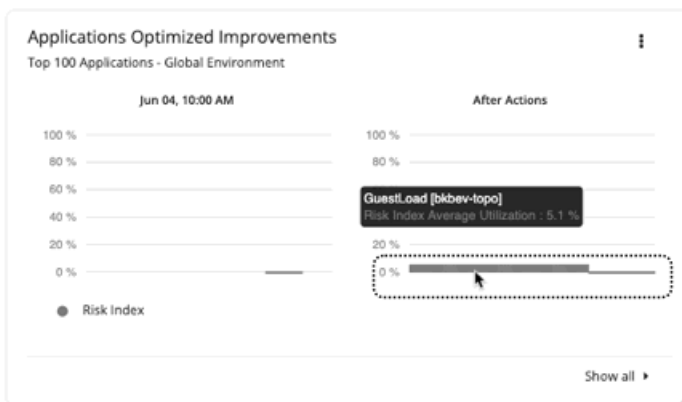 Applications Optimized Improvements
Top 100 Applications - Global Environment
Jun 04, 10:00 AM
100 %
80 %
60 %
40 %
20 %
0 %
Risk Index
After Actions
100 %
80 %
GuestLoad [bkbev-topo]
Risk Index Average Utilization : 5.1 %
20 %
0 %
Show all